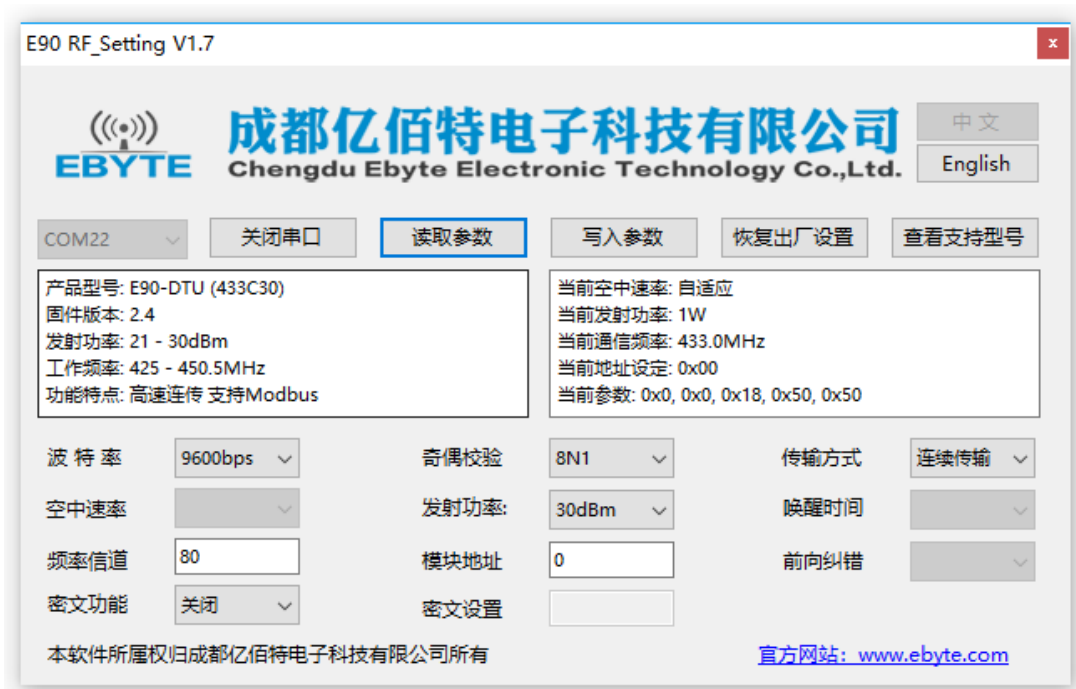 E90 RF_Setting V1.7
x
EBYTE
成都亿佰特电子科技有限公司
Chengdu Ebyte Electronic Technology Co.,Ltd.
中文
English
COM22 关闭串口 读取参数 写入参数 恢复出厂设置 查看支持型号
产品型号: E90-DTU (433C30)
固件版本: 2.4
发射功率: 21 - 30dBm
工作频率: 425 - 450.5MHz
功能特点: 高速连传 支持Modbus
当前空中速率: 自适应
当前发射功率: 1W
当前通信频率: 433.0MHz
当前地址设定: 0x00
当前参数: 0x0, 0x0, 0x18, 0x50, 0x50
波特率 9600bps 奇偶校验 8N1 传输方式 连续传输
空中速率 发射功率: 30dBm 唤醒时间
频率信道 80 模块地址 0 前向纠错
密文功能 关闭 密文设置
本软件所属权归成都亿佰特电子科技有限公司所有 官方网站：www.ebyte.com